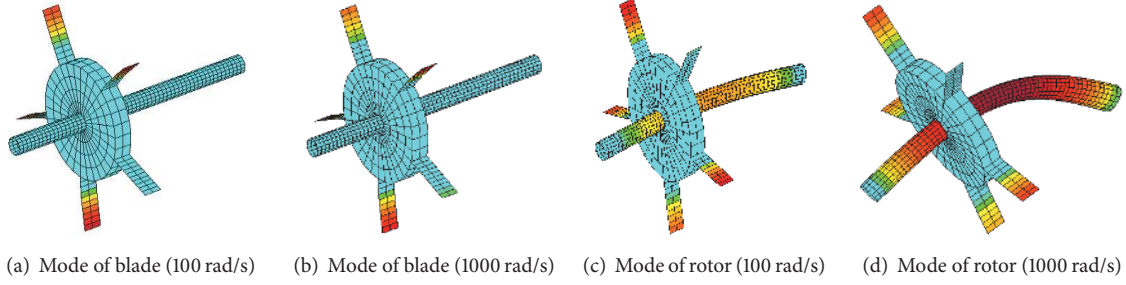 (a) Mode of blade (100 rad/s)
(b) Mode of blade (1000 rad/s)
(c) Mode of rotor (100 rad/s)
(d) Mode of rotor (1000 rad/s)